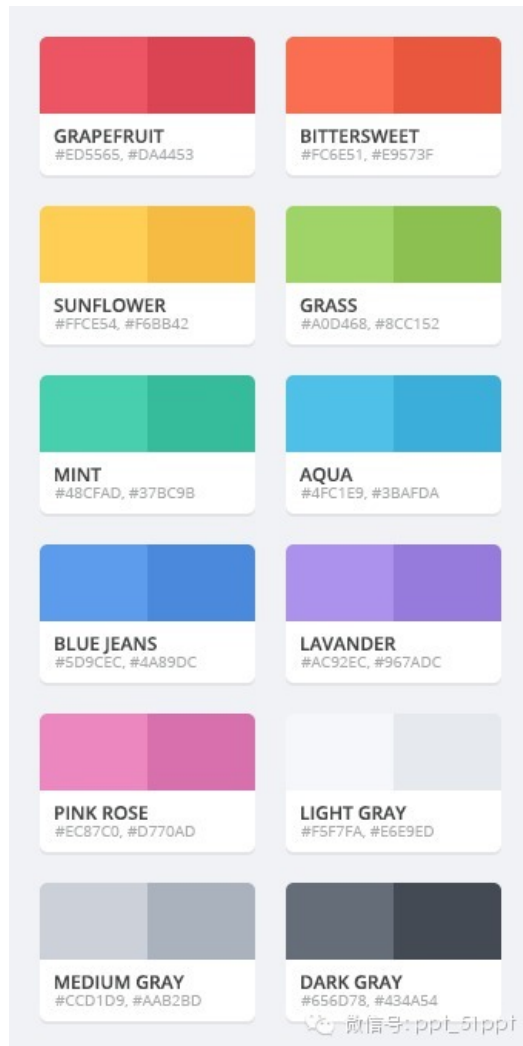 GRAPEFRUIT
#ED5565, #DA4453
BITTERSWEET
#FC6E51, #E9573F
SUNFLOWER
#FFCE54, #F6BB42
GRASS
#A0D468, #8CC152
MINT
#48CFAD, #37BC9B
AQUA
#4FC1E9, #3BAFDA
BLUE JEANS
#5D9CEC, #4A89DC
LAVANDER
#AC92EC, #967ADC
PINK ROSE
#EC87C0, #D770AD
LIGHT GRAY
#F5F7FA, #E6E9ED
MEDIUM GRAY
#CCD1D9, #AAB2BD
DARK GRAY
#656D78, #434A54
微信号: ppt_51ppt